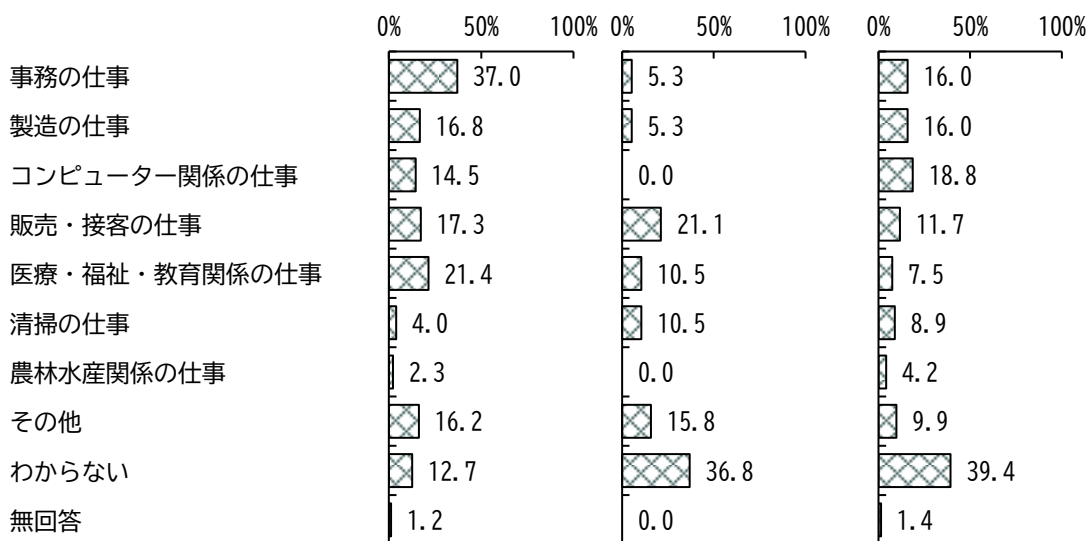 0% 50% 100% 0% 50% 100% 0% 50% 100%
事務の仕事 37.0 5.3 16.0
製造の仕事 16.8 5.3 16.0
コンピューター関係の仕事 14.5 0.0 18.8
販売・接客の仕事 17.3 21.1 11.7
医療・福祉・教育関係の仕事 21.4 10.5 7.5
清掃の仕事 4.0 10.5 8.9
農林水産関係の仕事 2.3 0.0 4.2
その他 16.2 15.8 9.9
わからない 12.7 36.8 39.4
無回答 1.2 0.0 1.4